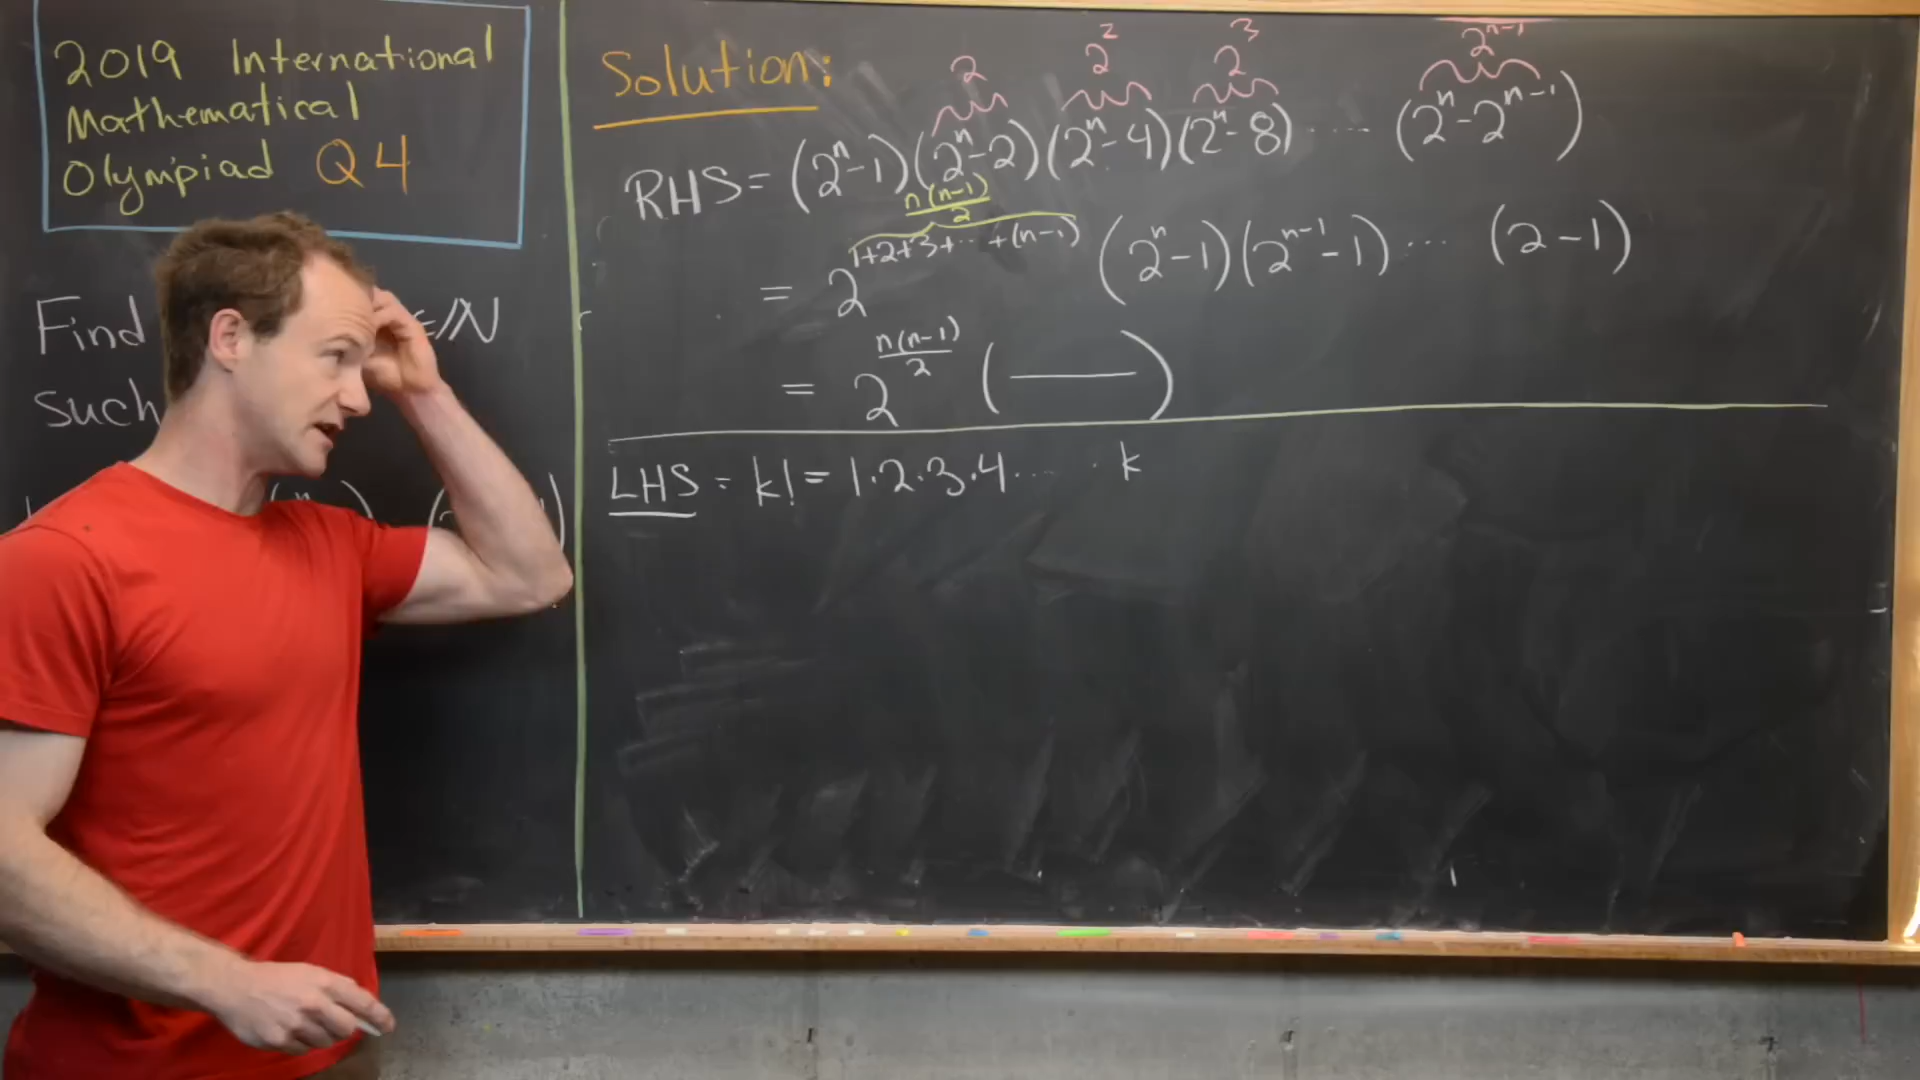 2019 International
Mathematical
Olympiad Q4
Find ∈ℕ
such
Solution:
2 2^2 2^3 2^{n-1}
RHS = (2^n - 1)(2^n - 2)(2^n - 4)(2^n - 8) ···· (2^n - 2^{n-1})
n(n-1)/2
= 2^{1+2+3+···+(n-1)} (2^n - 1)(2^{n-1} - 1) ··· (2 - 1)
= 2^{n(n-1)/2} (———)
LHS = k! = 1·2·3·4···· · k